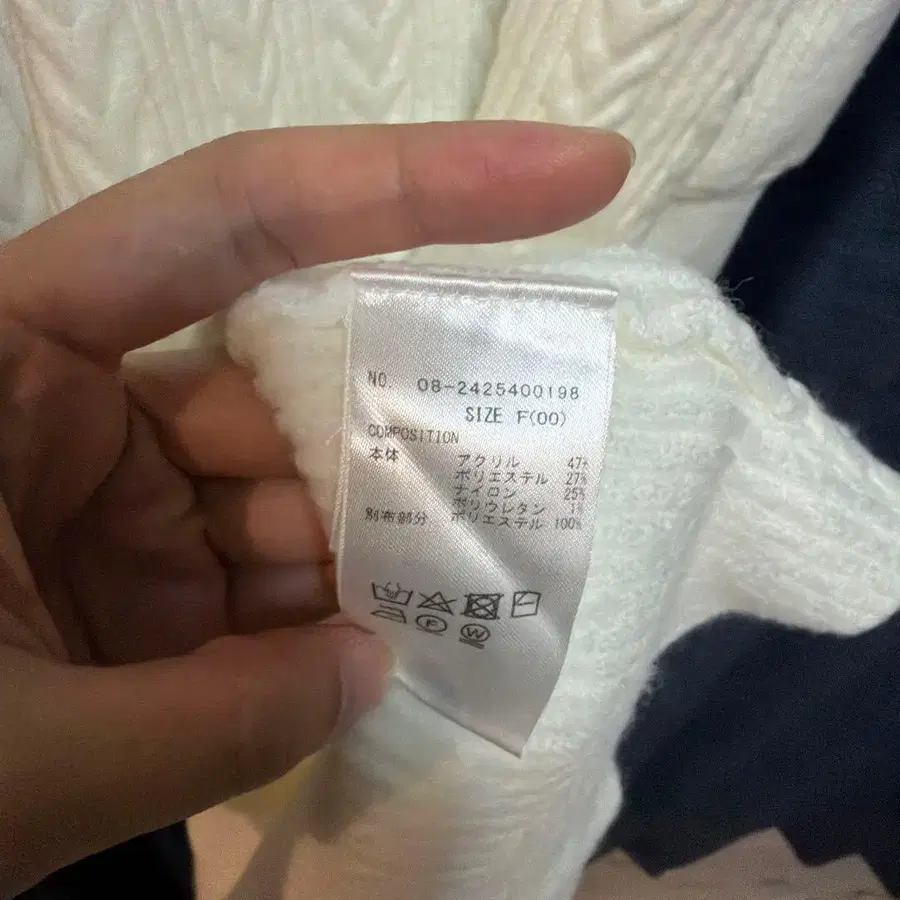 NO. 08-2425400198
SIZE F(00)
COMPOSITION
本体 アクリル 47%
ポリエステル 27%
ナイロン 25%
ポリウレタン 1%
別布部分 ポリエステル 100%
F W